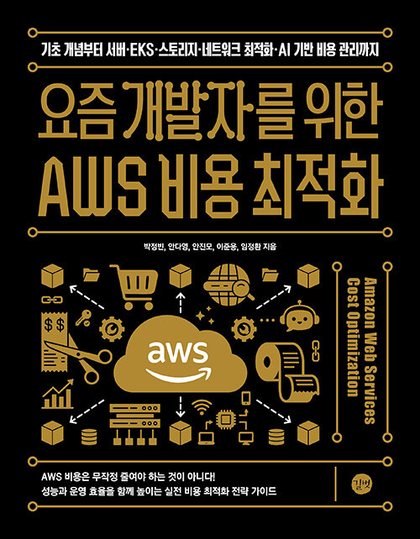 기초 개념부터 서버·EKS·스토리지·네트워크 최적화·AI 기반 비용 관리까지
요즘 개발자를 위한
AWS 비용 최적화
박정빈, 안다영, 안진모, 이준용, 임정환 지음
Amazon Web Services
Cost Optimization
aws
AWS 비용은 무작정 줄여야 하는 것이 아니다!
성능과 운영 효율을 함께 높이는 실전 비용 최적화 전략 가이드
길벗